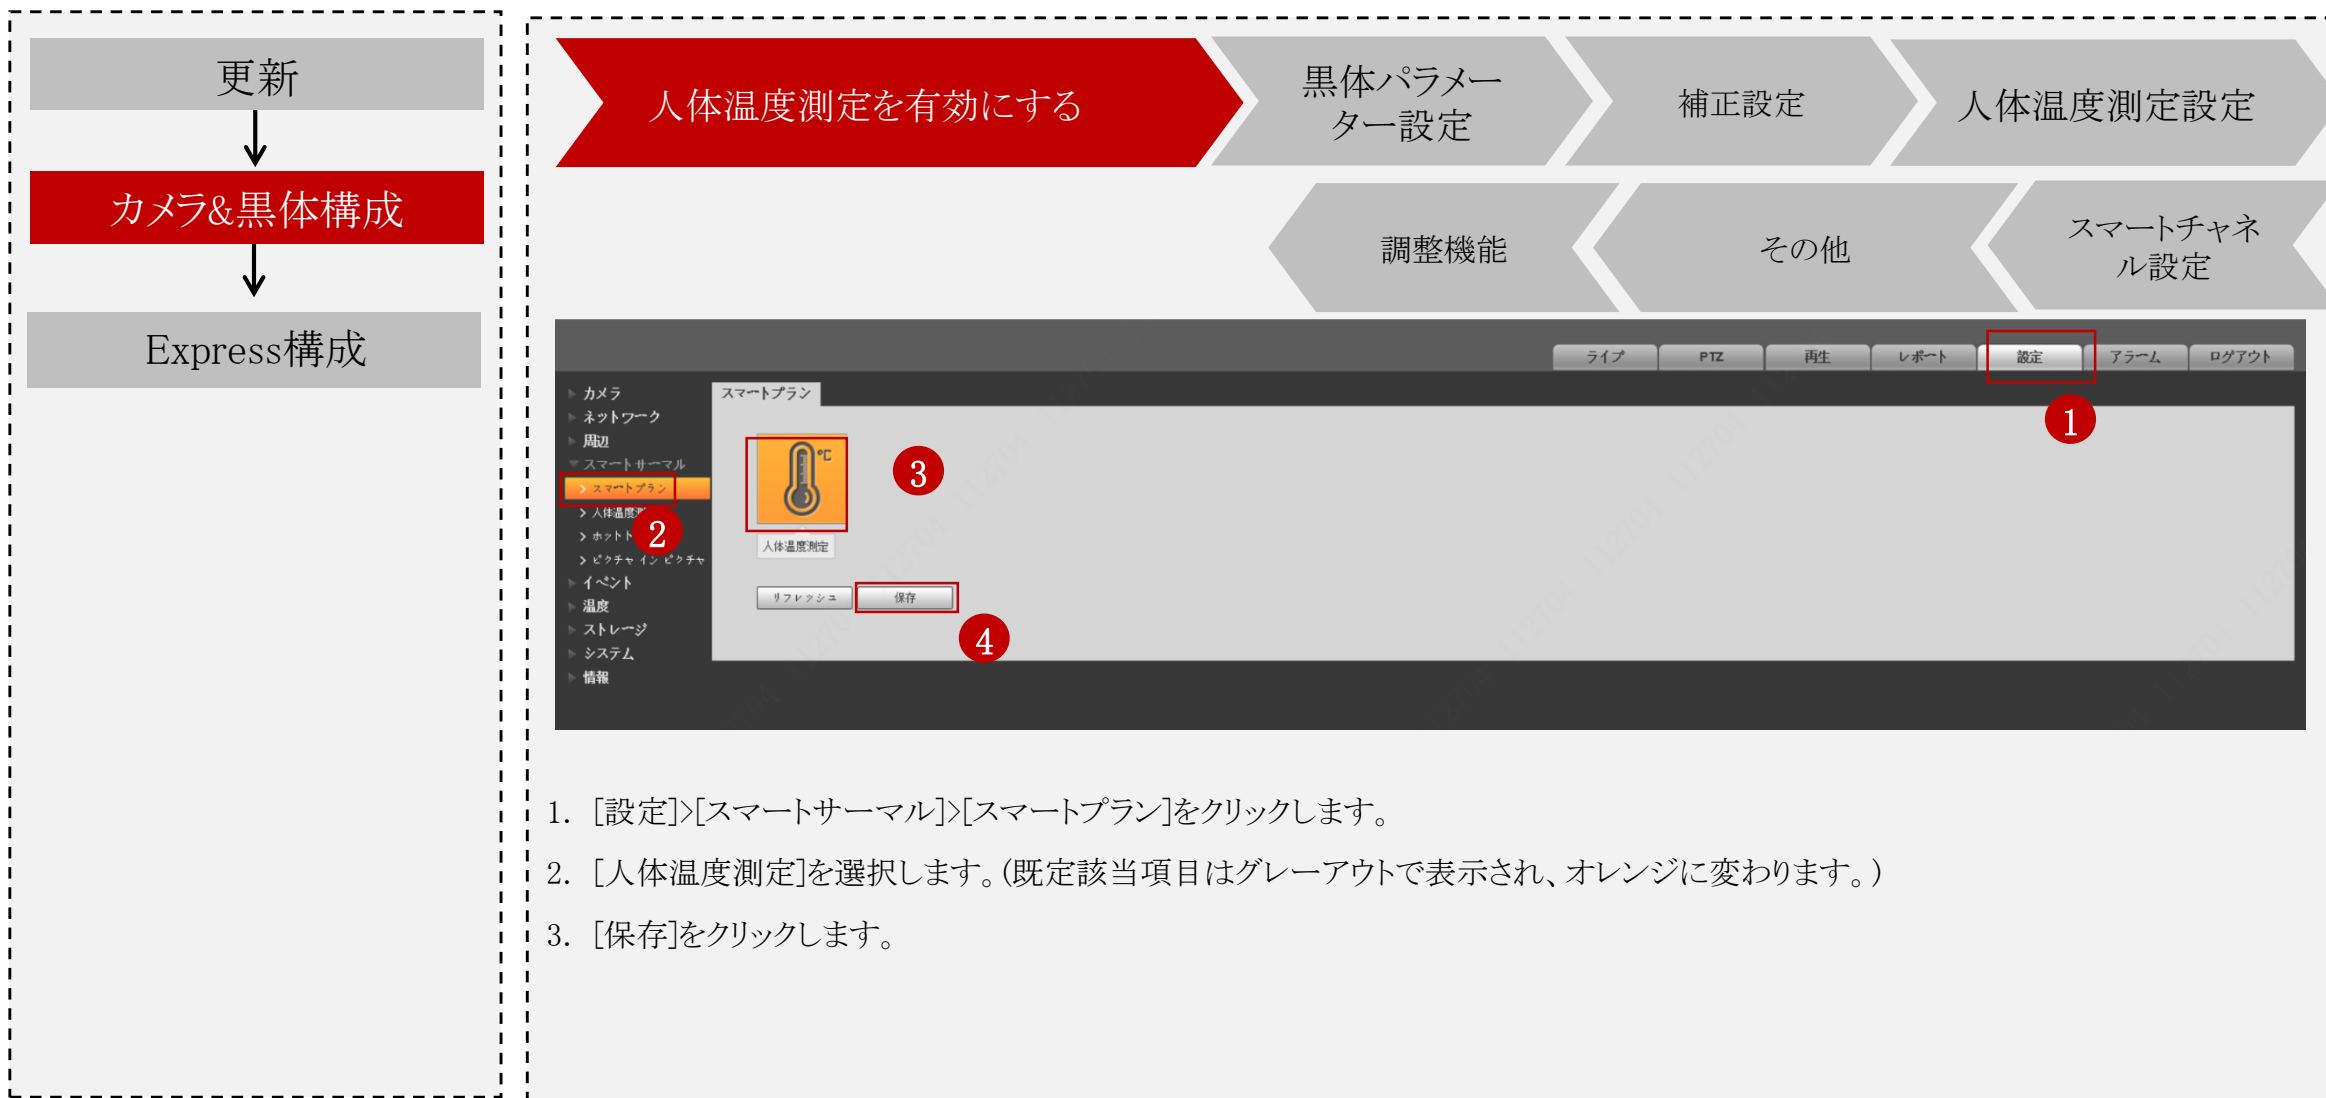 更新
カメラ&黒体構成
Express構成
人体温度測定を有効にする
黒体パラメー
ター設定
補正設定
人体温度測定設定
調整機能
その他
スマートチャネ
ル設定
ライブ
PTZ
再生
レポート
設定
アラーム
ログアウト
1
カメラ
ネットワーク
周辺
スマートサーマル
スマートプラン
人体温度
2
ホット
ピクチャ イン ピクチャ
イベント
温度
ストレージ
システム
情報
スマートプラン
℃
3
人体温度測定
リフレッシュ
保存
4
1. [設定]>[スマートサーマル]>[スマートプラン]をクリックします。
2. [人体温度測定]を選択します。(既定該当項目はグレーアウトで表示され、オレンジに変わります。)
3. [保存]をクリックします。